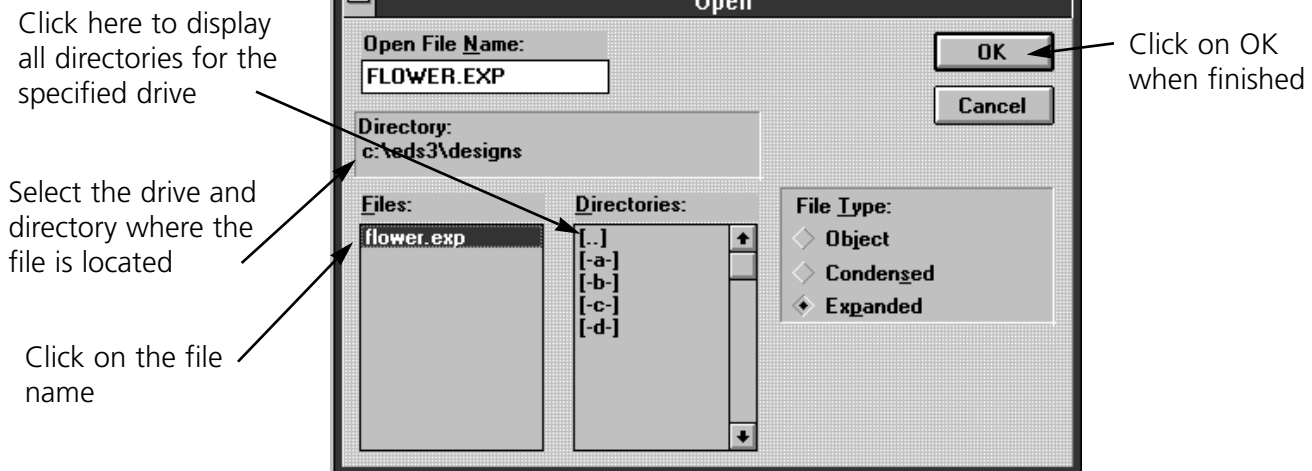 Open
Click here to display
all directories for the
specified drive
Open File Name:
FLOWER.EXP
OK
Cancel
Click on OK
when finished
Directory:
c:\eds3\designs
Select the drive and
directory where the
file is located
Files:
flower.exp
Directories:
[..]
[-a-]
[-b-]
[-c-]
[-d-]
File Type:
Object
Condensed
Expanded
Click on the file
name